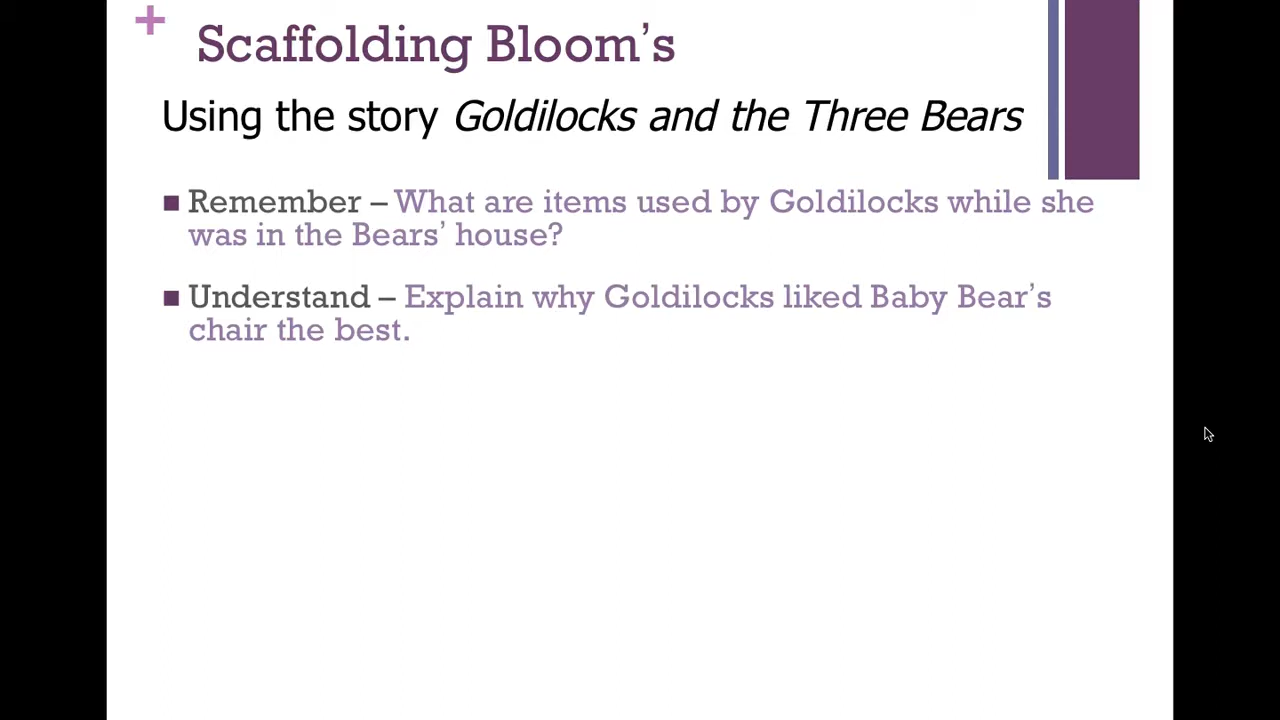 + Scaffolding Bloom’s
Using the story Goldilocks and the Three Bears
■ Remember – What are items used by Goldilocks while she
was in the Bears’ house?
■ Understand – Explain why Goldilocks liked Baby Bear’s
chair the best.